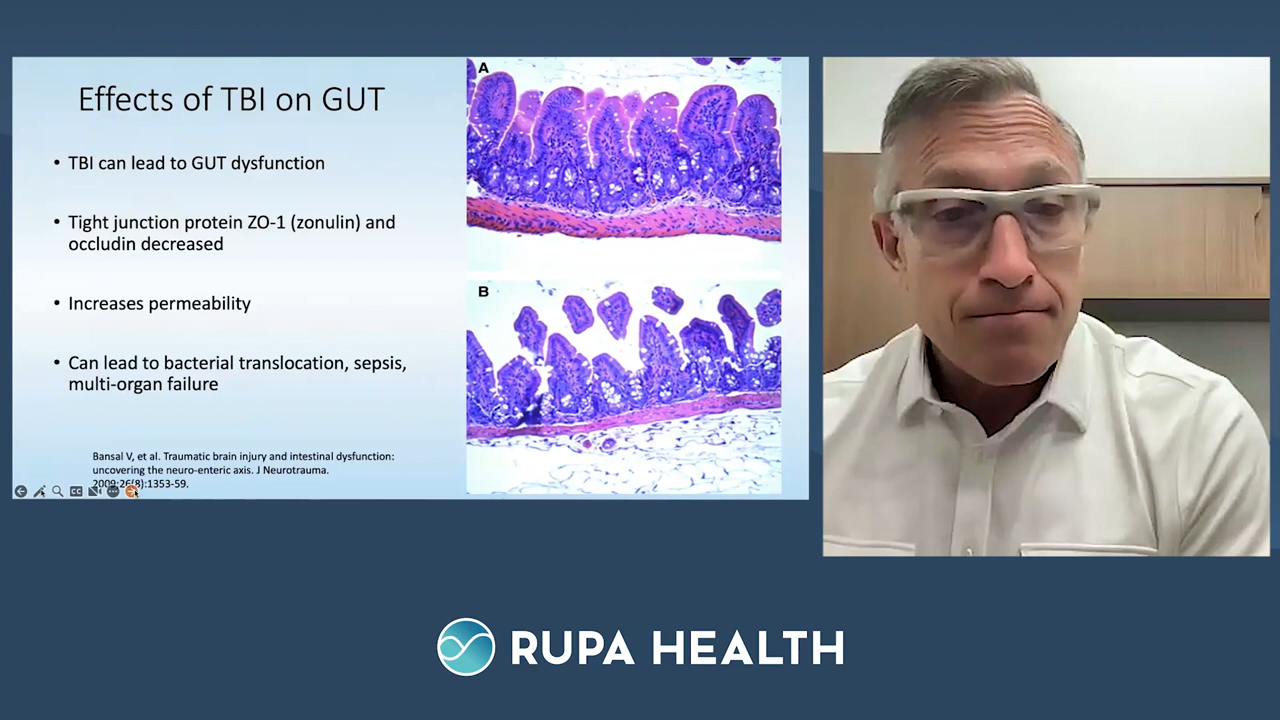 Effects of TBI on GUT
• TBI can lead to GUT dysfunction
• Tight junction protein ZO-1 (zonulin) and
occludin decreased
• Increases permeability
• Can lead to bacterial translocation, sepsis,
multi-organ failure
Bansal V, et al. Traumatic brain injury and intestinal dysfunction:
uncovering the neuro-enteric axis. J Neurotrauma.
2009;26(8):1353-59.
CC
A
B
RUPA HEALTH